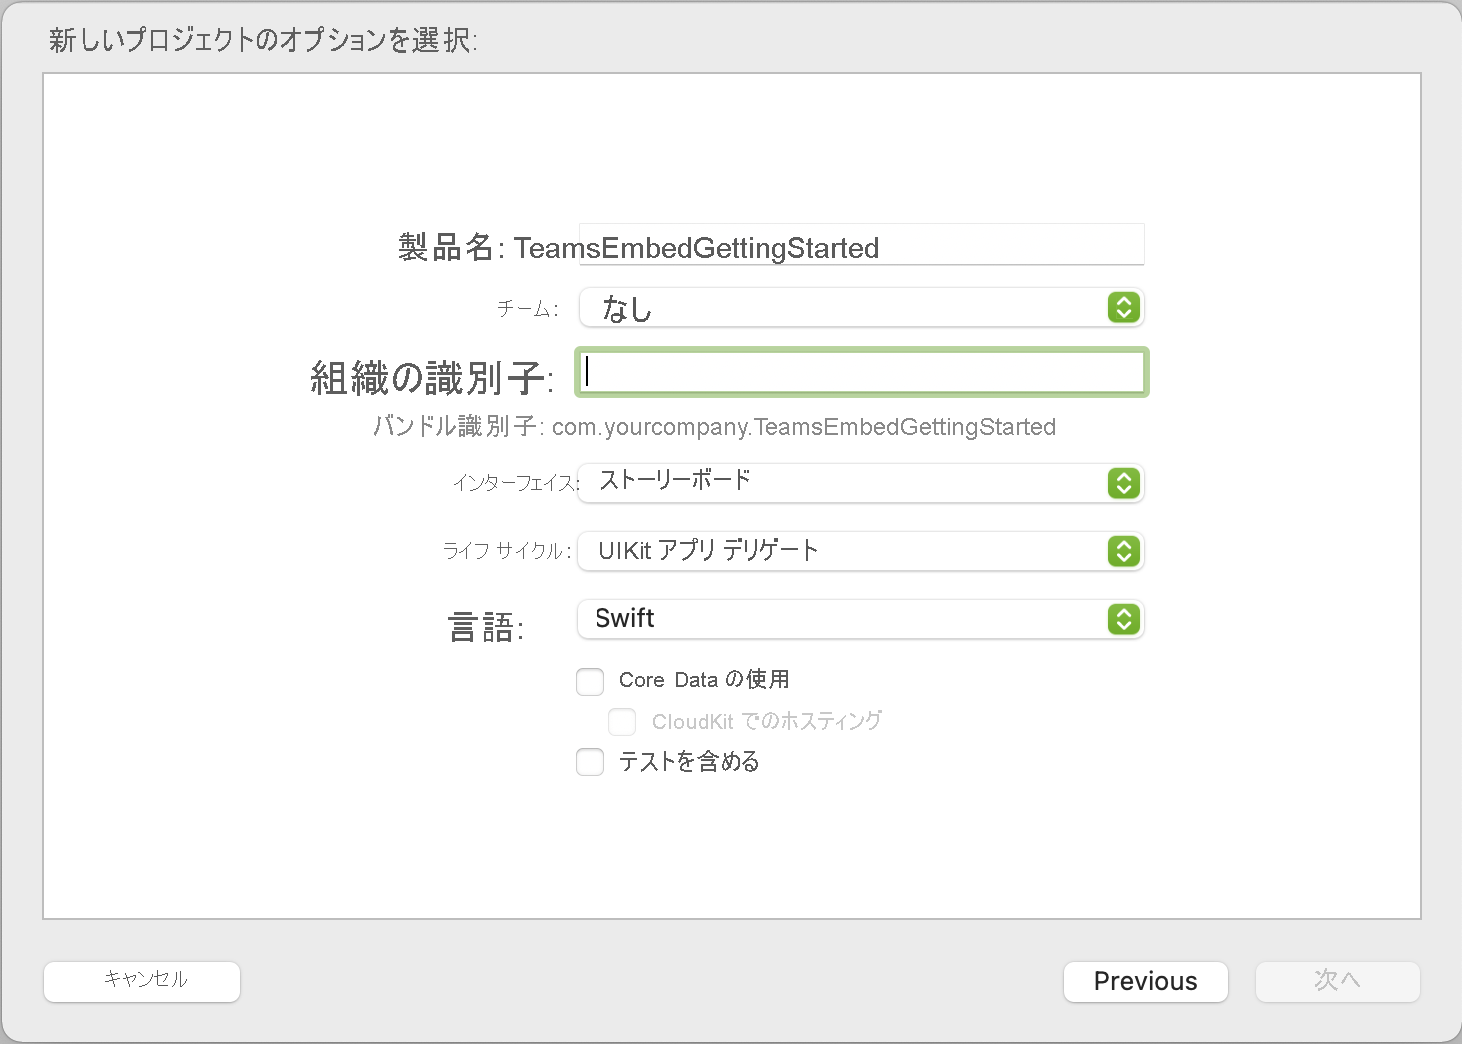 新しいプロジェクトのオプションを選択:
製品名: TeamsEmbedGettingStarted
チーム: なし
組織の識別子:
バンドル識別子: com.yourcompany.TeamsEmbedGettingStarted
インターフェイス: ストーリーボード
ライフ サイクル: UIKit アプリ デリゲート
言語: Swift
Core Data の使用
CloudKit でのホスティング
テストを含める
キャンセル Previous 次へ